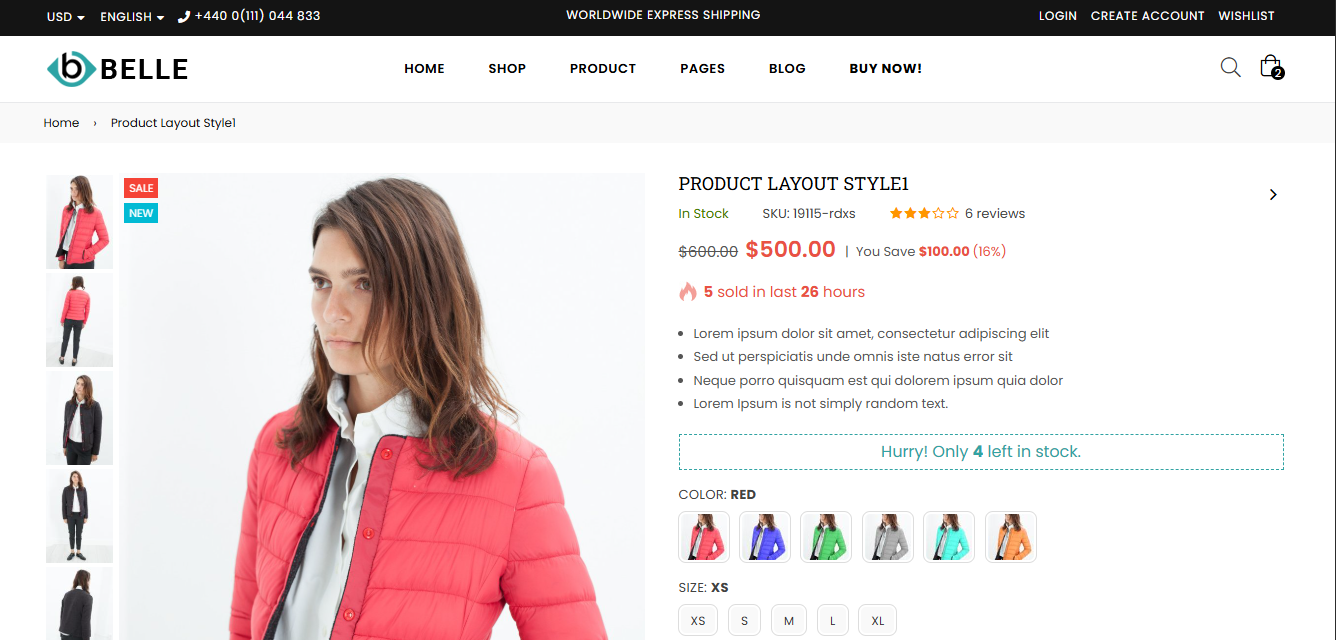 USD ENGLISH +440 0(111) 044 833 WORLDWIDE EXPRESS SHIPPING LOGIN CREATE ACCOUNT WISHLIST
b BELLE HOME SHOP PRODUCT PAGES BLOG BUY NOW! 2
Home › Product Layout Style1
SALE
NEW
PRODUCT LAYOUT STYLE1
In Stock SKU: 19115-rdxs 6 reviews
$600.00 $500.00 | You Save $100.00 (16%)
5 sold in last 26 hours
• Lorem ipsum dolor sit amet, consectetur adipiscing elit
• Sed ut perspiciatis unde omnis iste natus error sit
• Neque porro quisquam est qui dolorem ipsum quia dolor
• Lorem Ipsum is not simply random text.
Hurry! Only 4 left in stock.
COLOR: RED
SIZE: XS
XS S M L XL